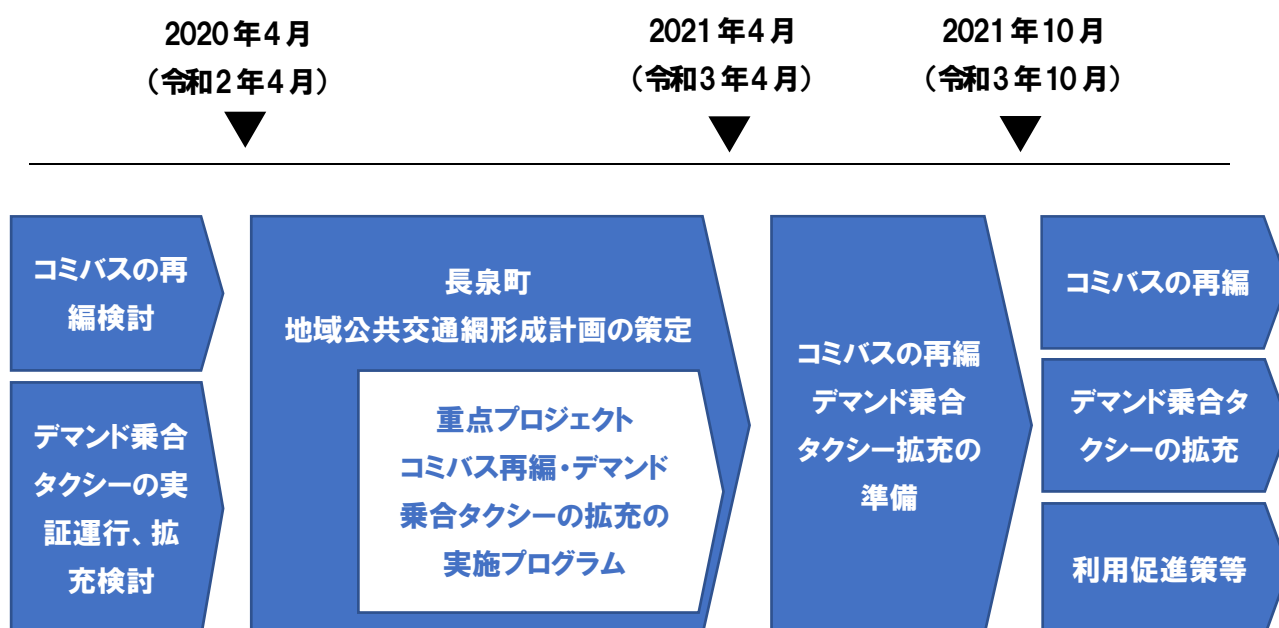 2020年4月
（令和2年4月）
2021年4月
（令和3年4月）
2021年10月
（令和3年10月）
コミバスの再
編検討
デマンド乗合
タクシーの実
証運行、拡
充検討
長泉町
地域公共交通網形成計画の策定
重点プロジェクト
コミバス再編・デマンド
乗合タクシーの拡充の
実施プログラム
コミバスの再編
デマンド乗合
タクシー拡充の
準備
コミバスの再編
デマンド乗合タ
クシーの拡充
利用促進策等